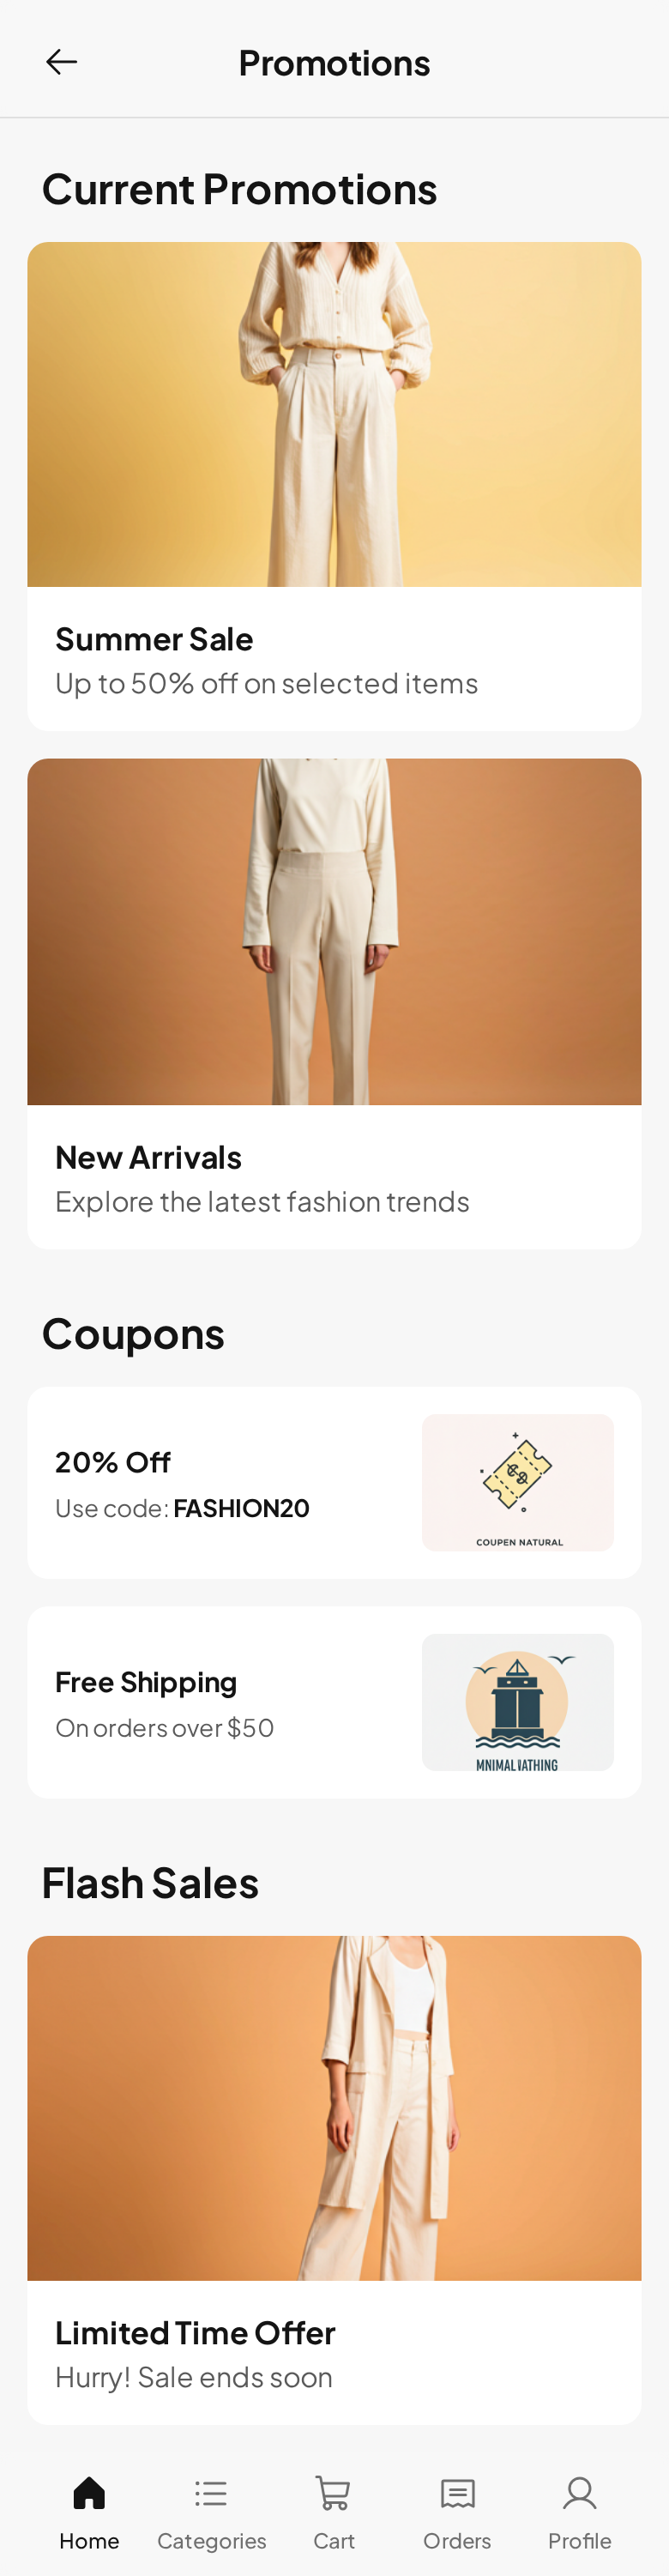 Promotions
Current Promotions
Summer Sale
Up to 50% off on selected items
New Arrivals
Explore the latest fashion trends
Coupons
20% Off
Use code: FASHION20
COUPEN NATURAL
Free Shipping
On orders over $50
MNIMAL IATHING
Flash Sales
Limited Time Offer
Hurry! Sale ends soon
Home Categories Cart Orders Profile